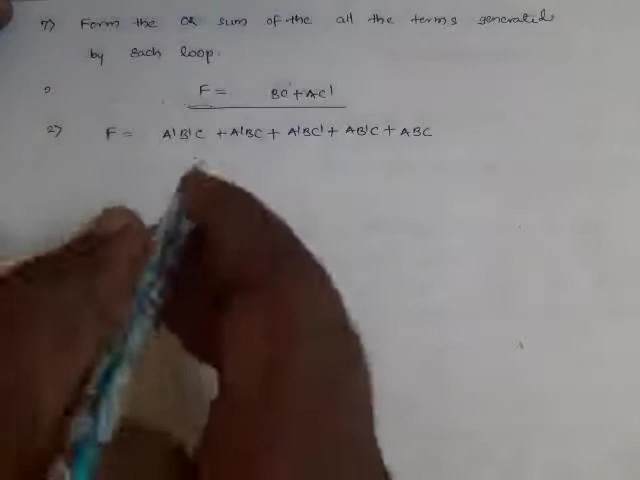 7) Form the OR sum of the all the terms generated
by each loop.
F = BC'+AC'
2) F = A'B'C + A'BC + A'BC' + AB'C + ABC